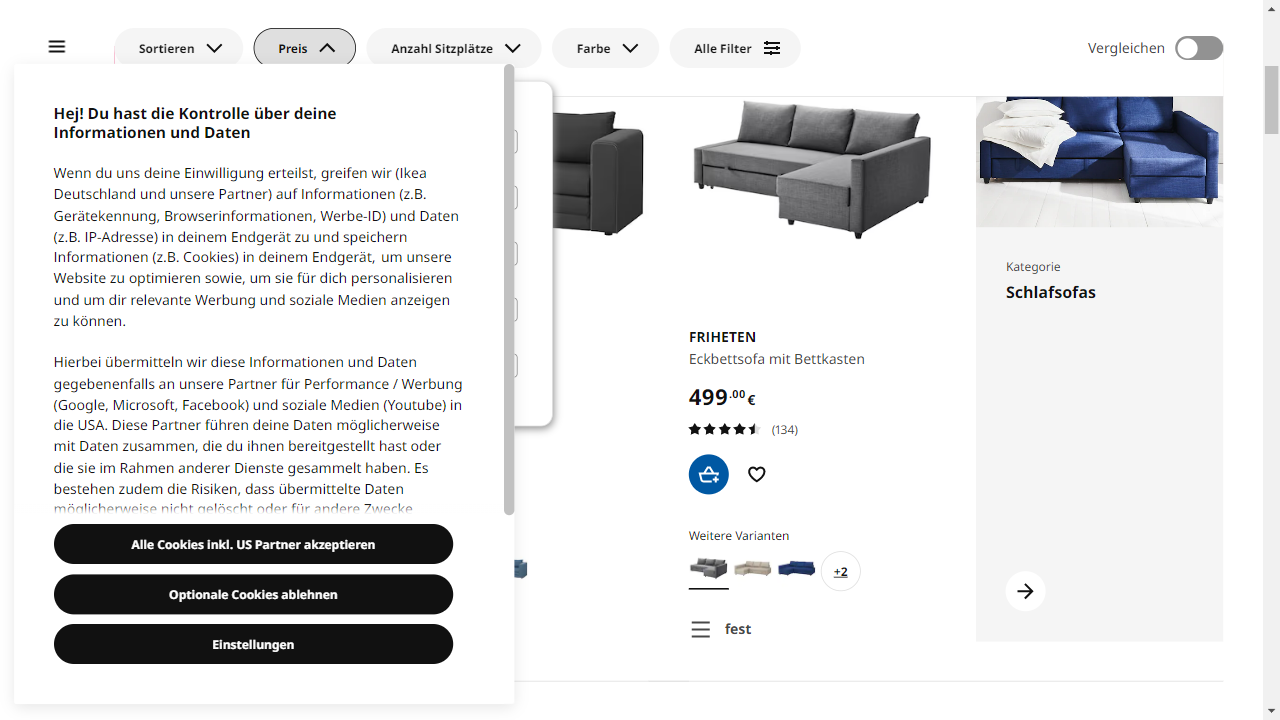 Sortieren
Preis
Anzahl Sitzplätze
Farbe
Alle Filter
Vergleichen
Hej! Du hast die Kontrolle über deine
Informationen und Daten
Wenn du uns deine Einwilligung erteilst, greifen wir (Ikea
Deutschland und unsere Partner) auf Informationen (z.B.
Gerätekennung, Browserinformationen, Werbe-ID) und Daten
(z.B. IP-Adresse) in deinem Endgerät zu und speichern
Informationen (z.B. Cookies) in deinem Endgerät, um unsere
Website zu optimieren sowie, um sie für dich personalisieren
und um dir relevante Werbung und soziale Medien anzeigen
zu können.
Hierbei übermitteln wir diese Informationen und Daten
gegebenenfalls an unsere Partner für Performance / Werbung
(Google, Microsoft, Facebook) und soziale Medien (Youtube) in
die USA. Diese Partner führen deine Daten möglicherweise
mit Daten zusammen, die du ihnen bereitgestellt hast oder
die sie im Rahmen anderer Dienste gesammelt haben. Es
bestehen zudem die Risiken, dass übermittelte Daten
möglicherweise nicht gelöscht oder für andere Zwecke
Alle Cookies inkl. US Partner akzeptieren
Optionale Cookies ablehnen
Einstellungen
FRIHETEN
Eckbettsofa mit Bettkasten
499.00€
(134)
Weitere Varianten
+2
fest
Kategorie
Schlafsofas